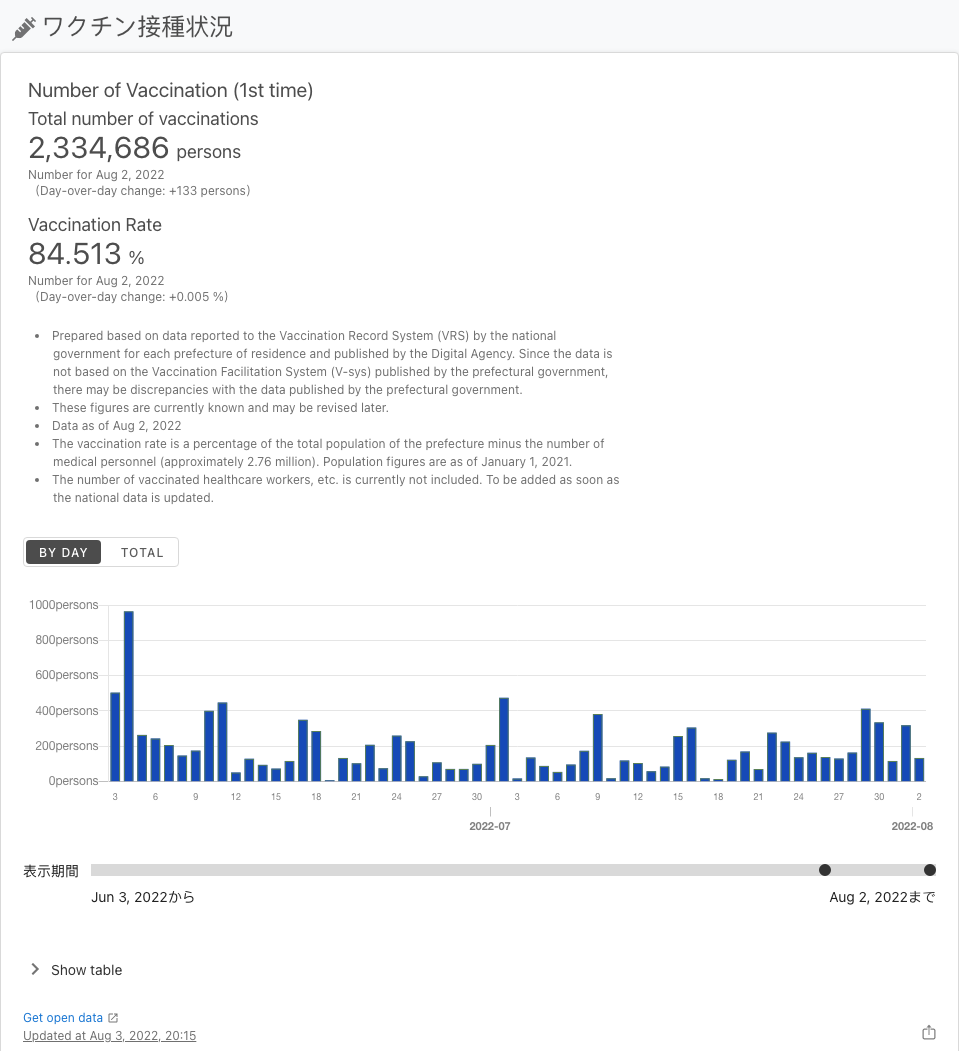 ワクチン接種状況
Number of Vaccination (1st time)
Total number of vaccinations
2,334,686 persons
Number for Aug 2, 2022
(Day-over-day change: +133 persons)
Vaccination Rate
84.513 %
Number for Aug 2, 2022
(Day-over-day change: +0.005 %)
• Prepared based on data reported to the Vaccination Record System (VRS) by the national
government for each prefecture of residence and published by the Digital Agency. Since the data is
not based on the Vaccination Facilitation System (V-sys) published by the prefectural government,
there may be discrepancies with the data published by the prefectural government.
• These figures are currently known and may be revised later.
• Data as of Aug 2, 2022
• The vaccination rate is a percentage of the total population of the prefecture minus the number of
medical personnel (approximately 2.76 million). Population figures are as of January 1, 2021.
• The number of vaccinated healthcare workers, etc. is currently not included. To be added as soon as
the national data is updated.
BY DAY TOTAL
1000persons
800persons
600persons
400persons
200persons
0persons
3 6 9 12 15 18 21 24 27 30 3 6 9 12 15 18 21 24 27 30 2
2022-07 2022-08
表示期間
Jun 3, 2022から Aug 2, 2022まで
Show table
Get open data
Updated at Aug 3, 2022, 20:15